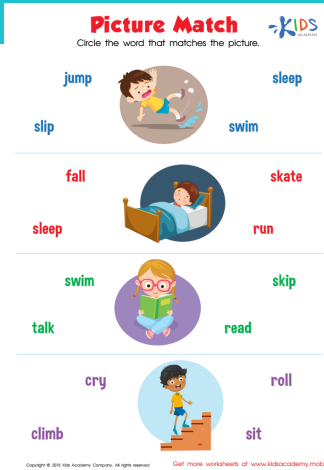 Picture Match
KIDS
ACADEMY
Circle the word that matches the picture.
jump sleep
slip swim
fall skate
sleep run
swim skip
talk read
cry roll
climb sit
Copyright © 2015 Kids Academy Company. All rights reserved
Get more worksheets at www.kidsacademy.mobi